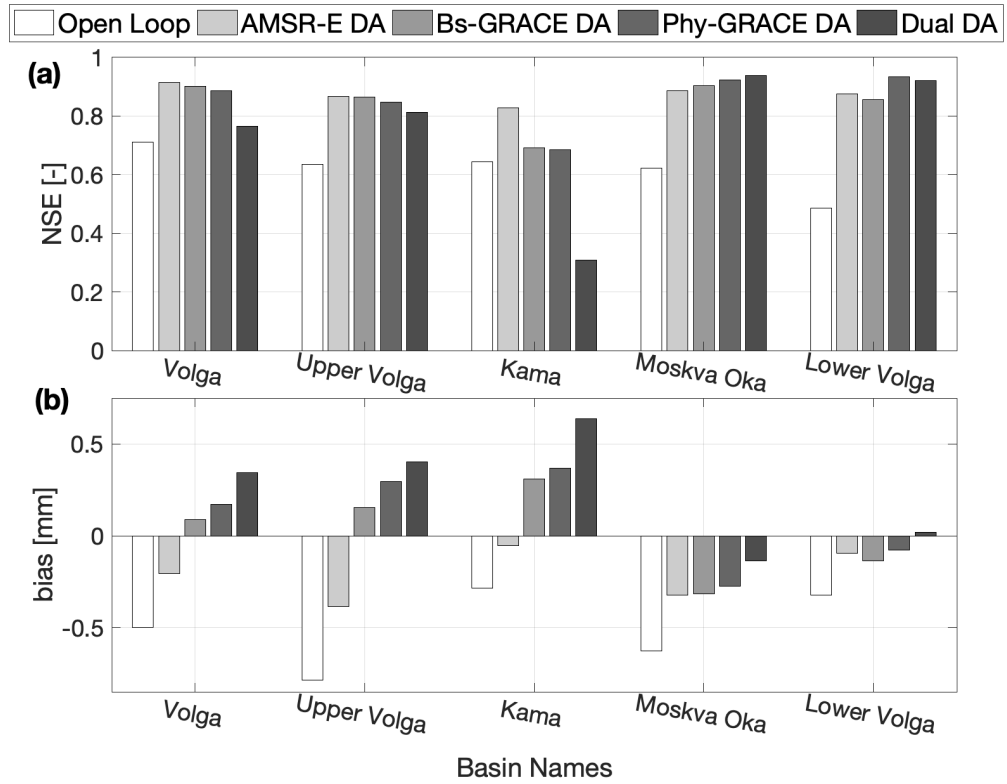 Open Loop AMSR-E DA Bs-GRACE DA Phy-GRACE DA Dual DA
(a)
1
0.8
0.6
0.4
0.2
0
NSE [-]
Volga Upper Volga Kama Moskva Oka Lower Volga
(b)
0.5
0
-0.5
bias [mm]
Volga Upper Volga Kama Moskva Oka Lower Volga
Basin Names